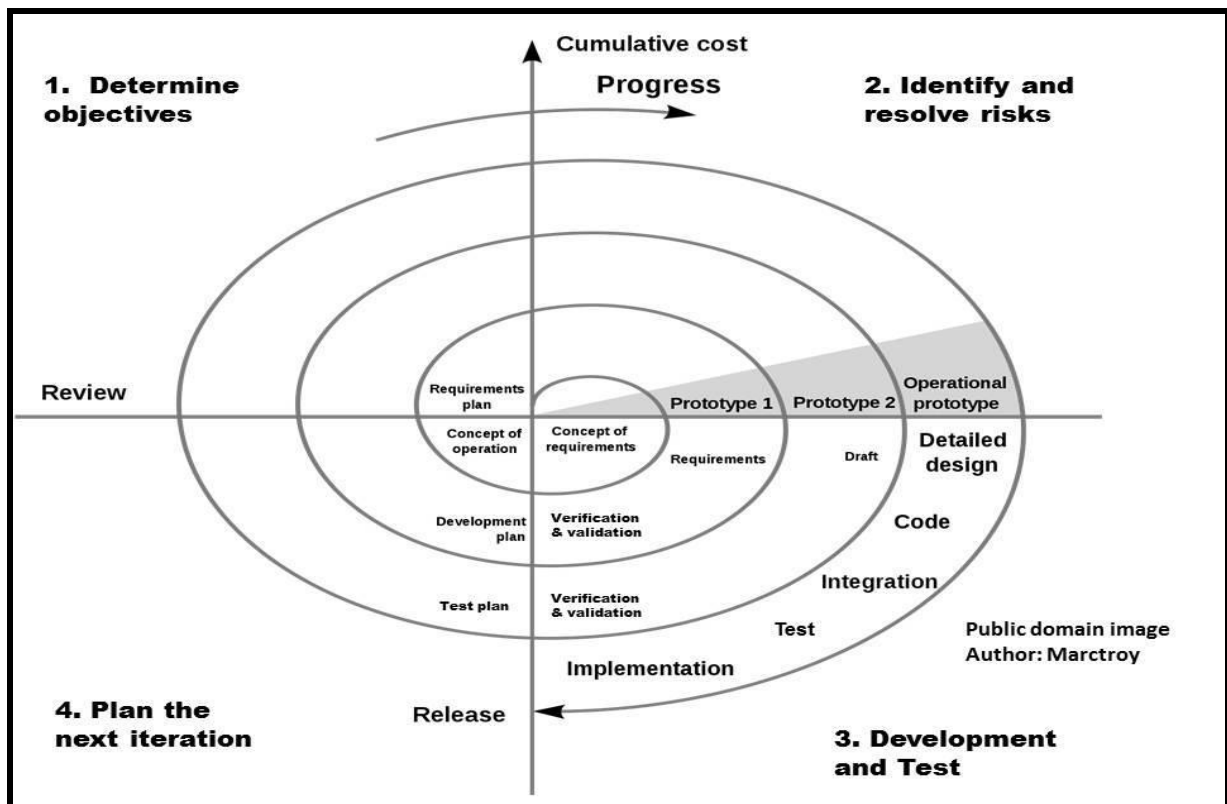 Cumulative cost
Progress
1. Determine
objectives
2. Identify and
resolve risks
Review
Requirements
plan
Concept of
operation
Concept of
requirements
Prototype 1
Prototype 2
Operational
prototype
Requirements
Draft
Detailed
design
Development
plan
Verification
& validation
Code
Integration
Test plan
Verification
& validation
Test
Implementation
Public domain image
Author: Marctroy
Release
4. Plan the
next iteration
3. Development
and Test